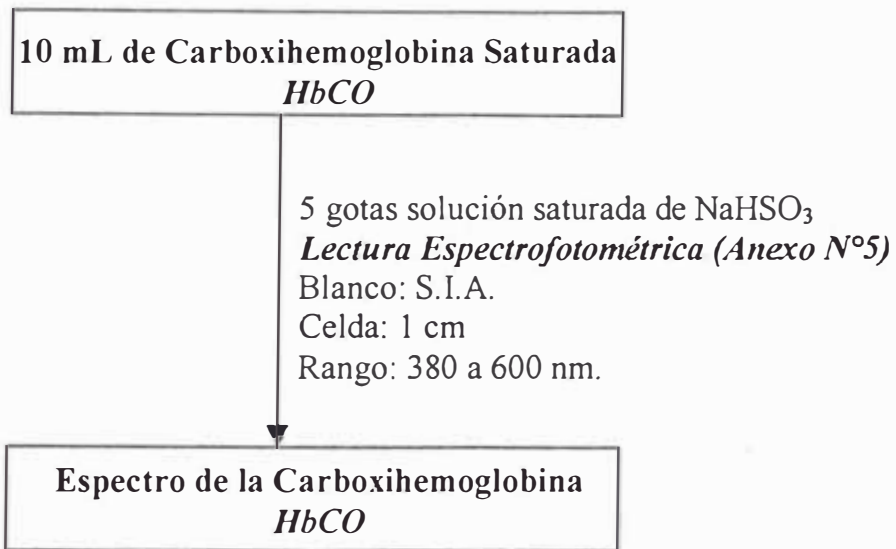 10 mL de Carboxihemoglobina Saturada
HbCO
5 gotas solución saturada de NaHSO₃
Lectura Espectrofotométrica (Anexo N°5)
Blanco: S.I.A.
Celda: 1 cm
Rango: 380 a 600 nm.
Espectro de la Carboxihemoglobina
HbCO